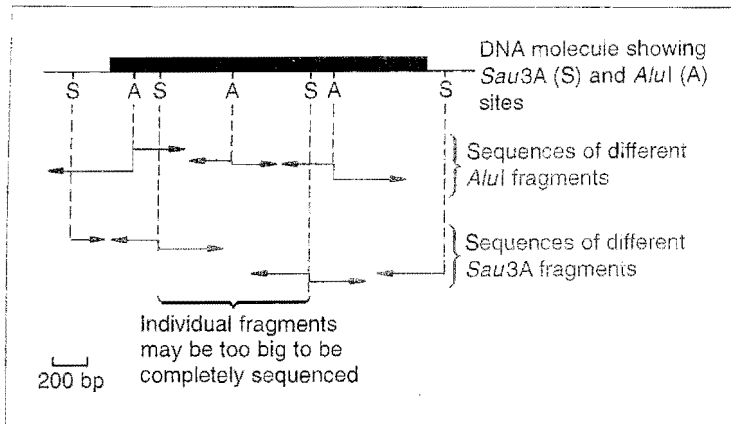 DNA molecule showing
Sau3A (S) and AluI (A)
sites
S A S A S A S
Sequences of different
AluI fragments
Sequences of different
Sau3A fragments
Individual fragments
may be too big to be
completely sequenced
200 bp